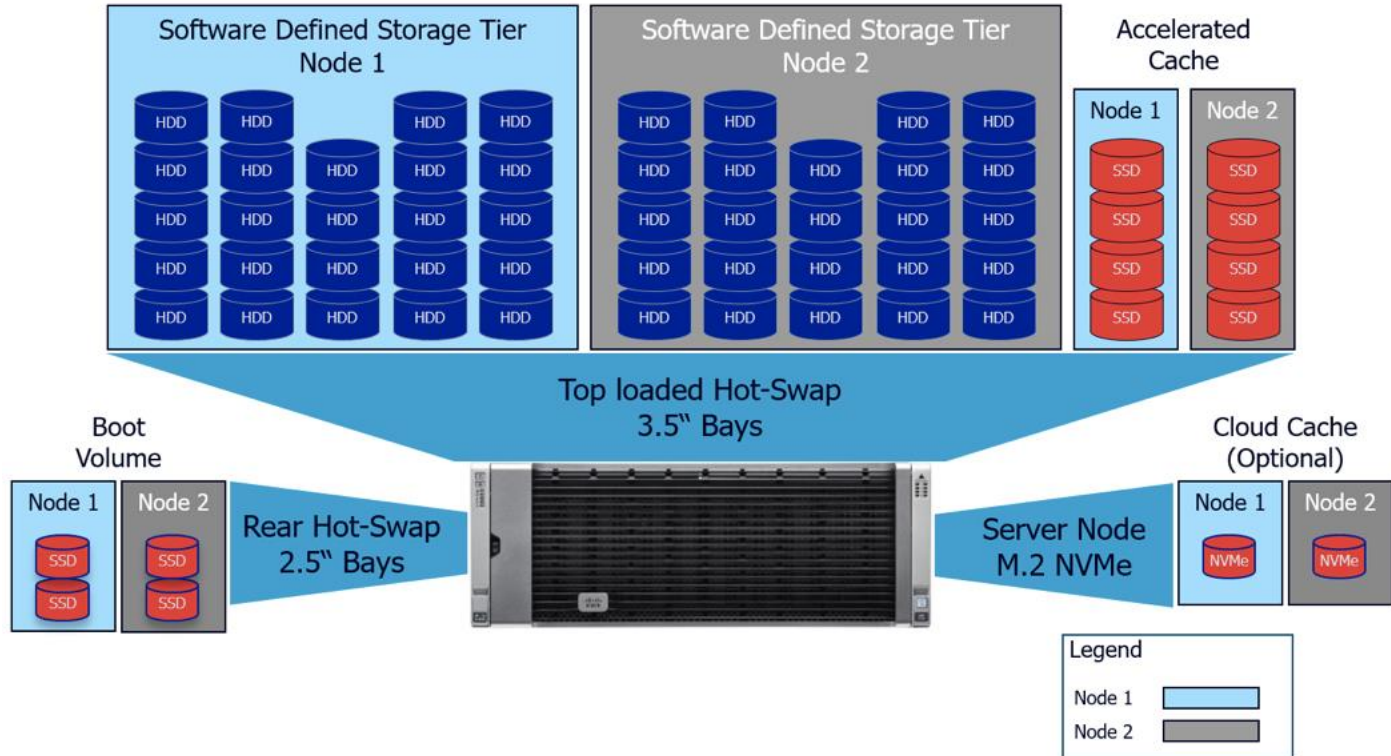 Software Defined Storage Tier
Node 1
Software Defined Storage Tier
Node 2
Accelerated
Cache
Node 1
Node 2
HDD HDD HDD HDD
HDD HDD HDD HDD HDD
HDD HDD HDD HDD HDD
HDD HDD HDD HDD HDD
HDD HDD HDD HDD HDD
HDD HDD HDD HDD
HDD HDD HDD HDD HDD
HDD HDD HDD HDD HDD
HDD HDD HDD HDD HDD
HDD HDD HDD HDD HDD
SSD SSD
SSD SSD
SSD SSD
SSD SSD
Top loaded Hot-Swap
3.5“ Bays
Boot
Volume
Node 1
Node 2
SSD SSD
SSD SSD
Rear Hot-Swap
2.5“ Bays
Server Node
M.2 NVMe
Cloud Cache
(Optional)
Node 1
Node 2
NVMe NVMe
Legend
Node 1
Node 2